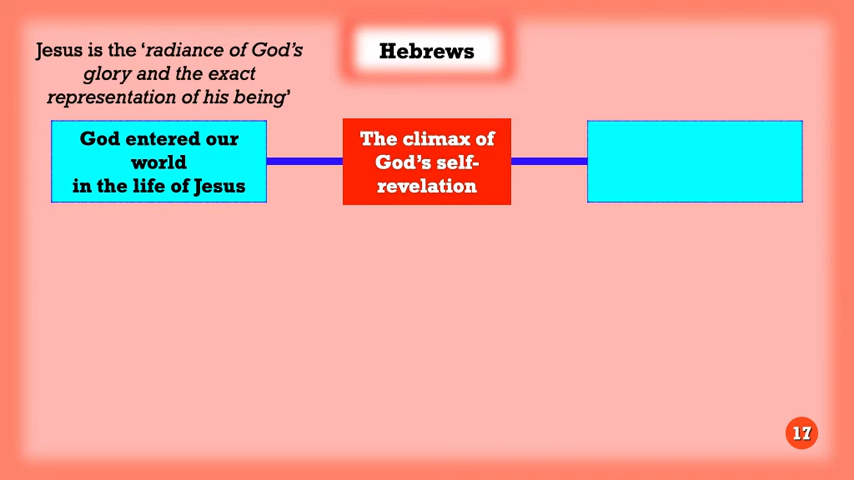 Hebrews
Jesus is the ‘radiance of God’s
glory and the exact
representation of his being’
God entered our
world
in the life of Jesus
The climax of
God’s self-
revelation
17